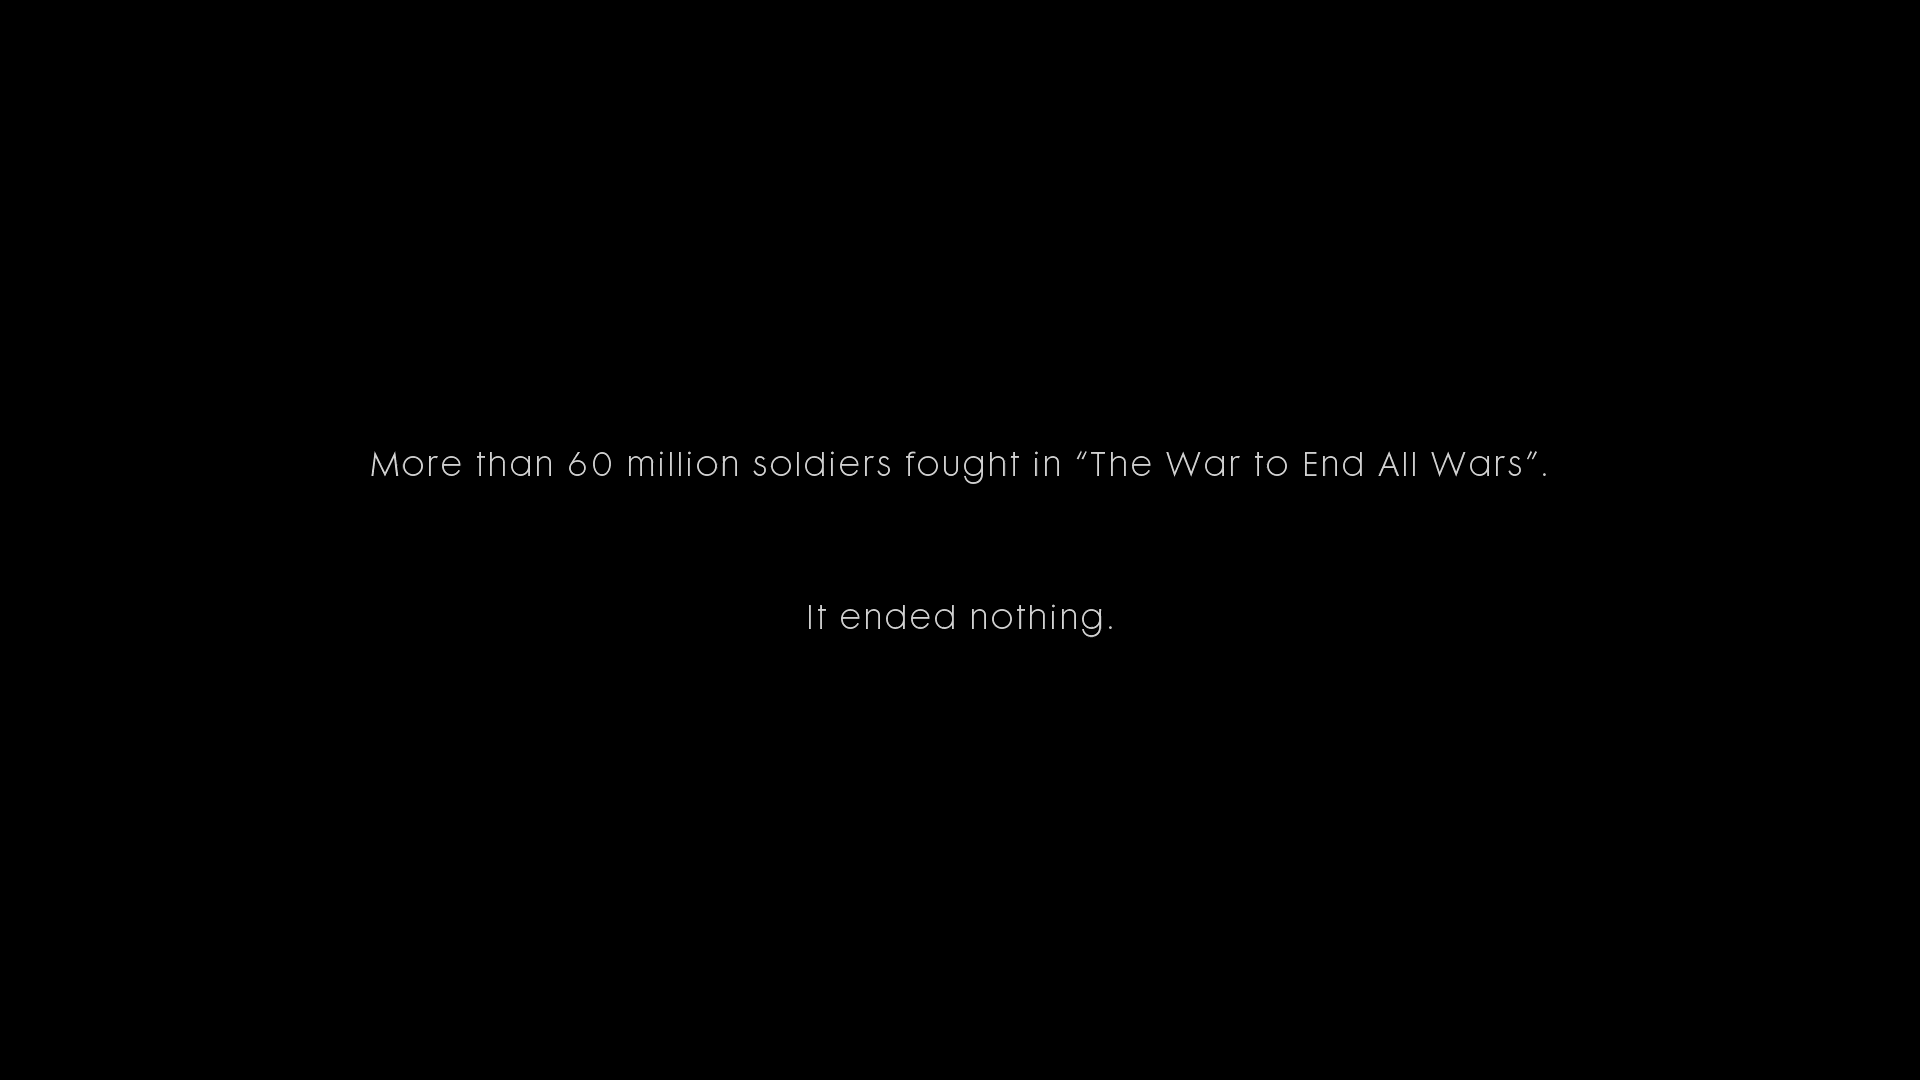 More than 60 million soldiers fought in “The War to End All Wars”.
It ended nothing.